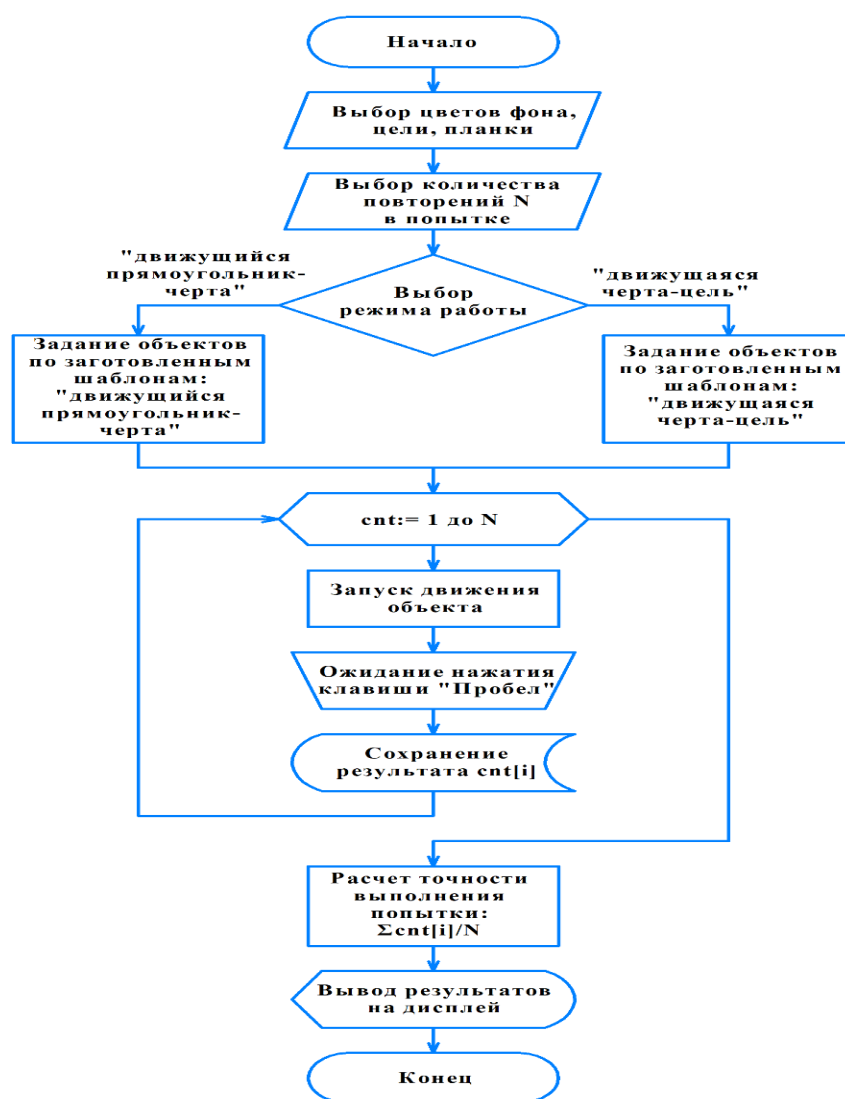 Начало
Выбор цветов фона,
цели, планки
Выбор количества
повторений N
в попытке
"движущийся
прямоугольник-
черта"
Выбор
режима работы
"движущаяся
черта-цель"
Задание объектов
по заготовленным
шаблонам:
"движущийся
прямоугольник-
черта"
Задание объектов
по заготовленным
шаблонам:
"движущаяся
черта-цель"
cnt:= 1 до N
Запуск движения
объекта
Ожидание нажатия
клавиши "Пробел"
Сохранение
результата cnt[i]
Расчет точности
выполнения
попытки:
Σcnt[i]/N
Вывод результатов
на дисплей
Конец